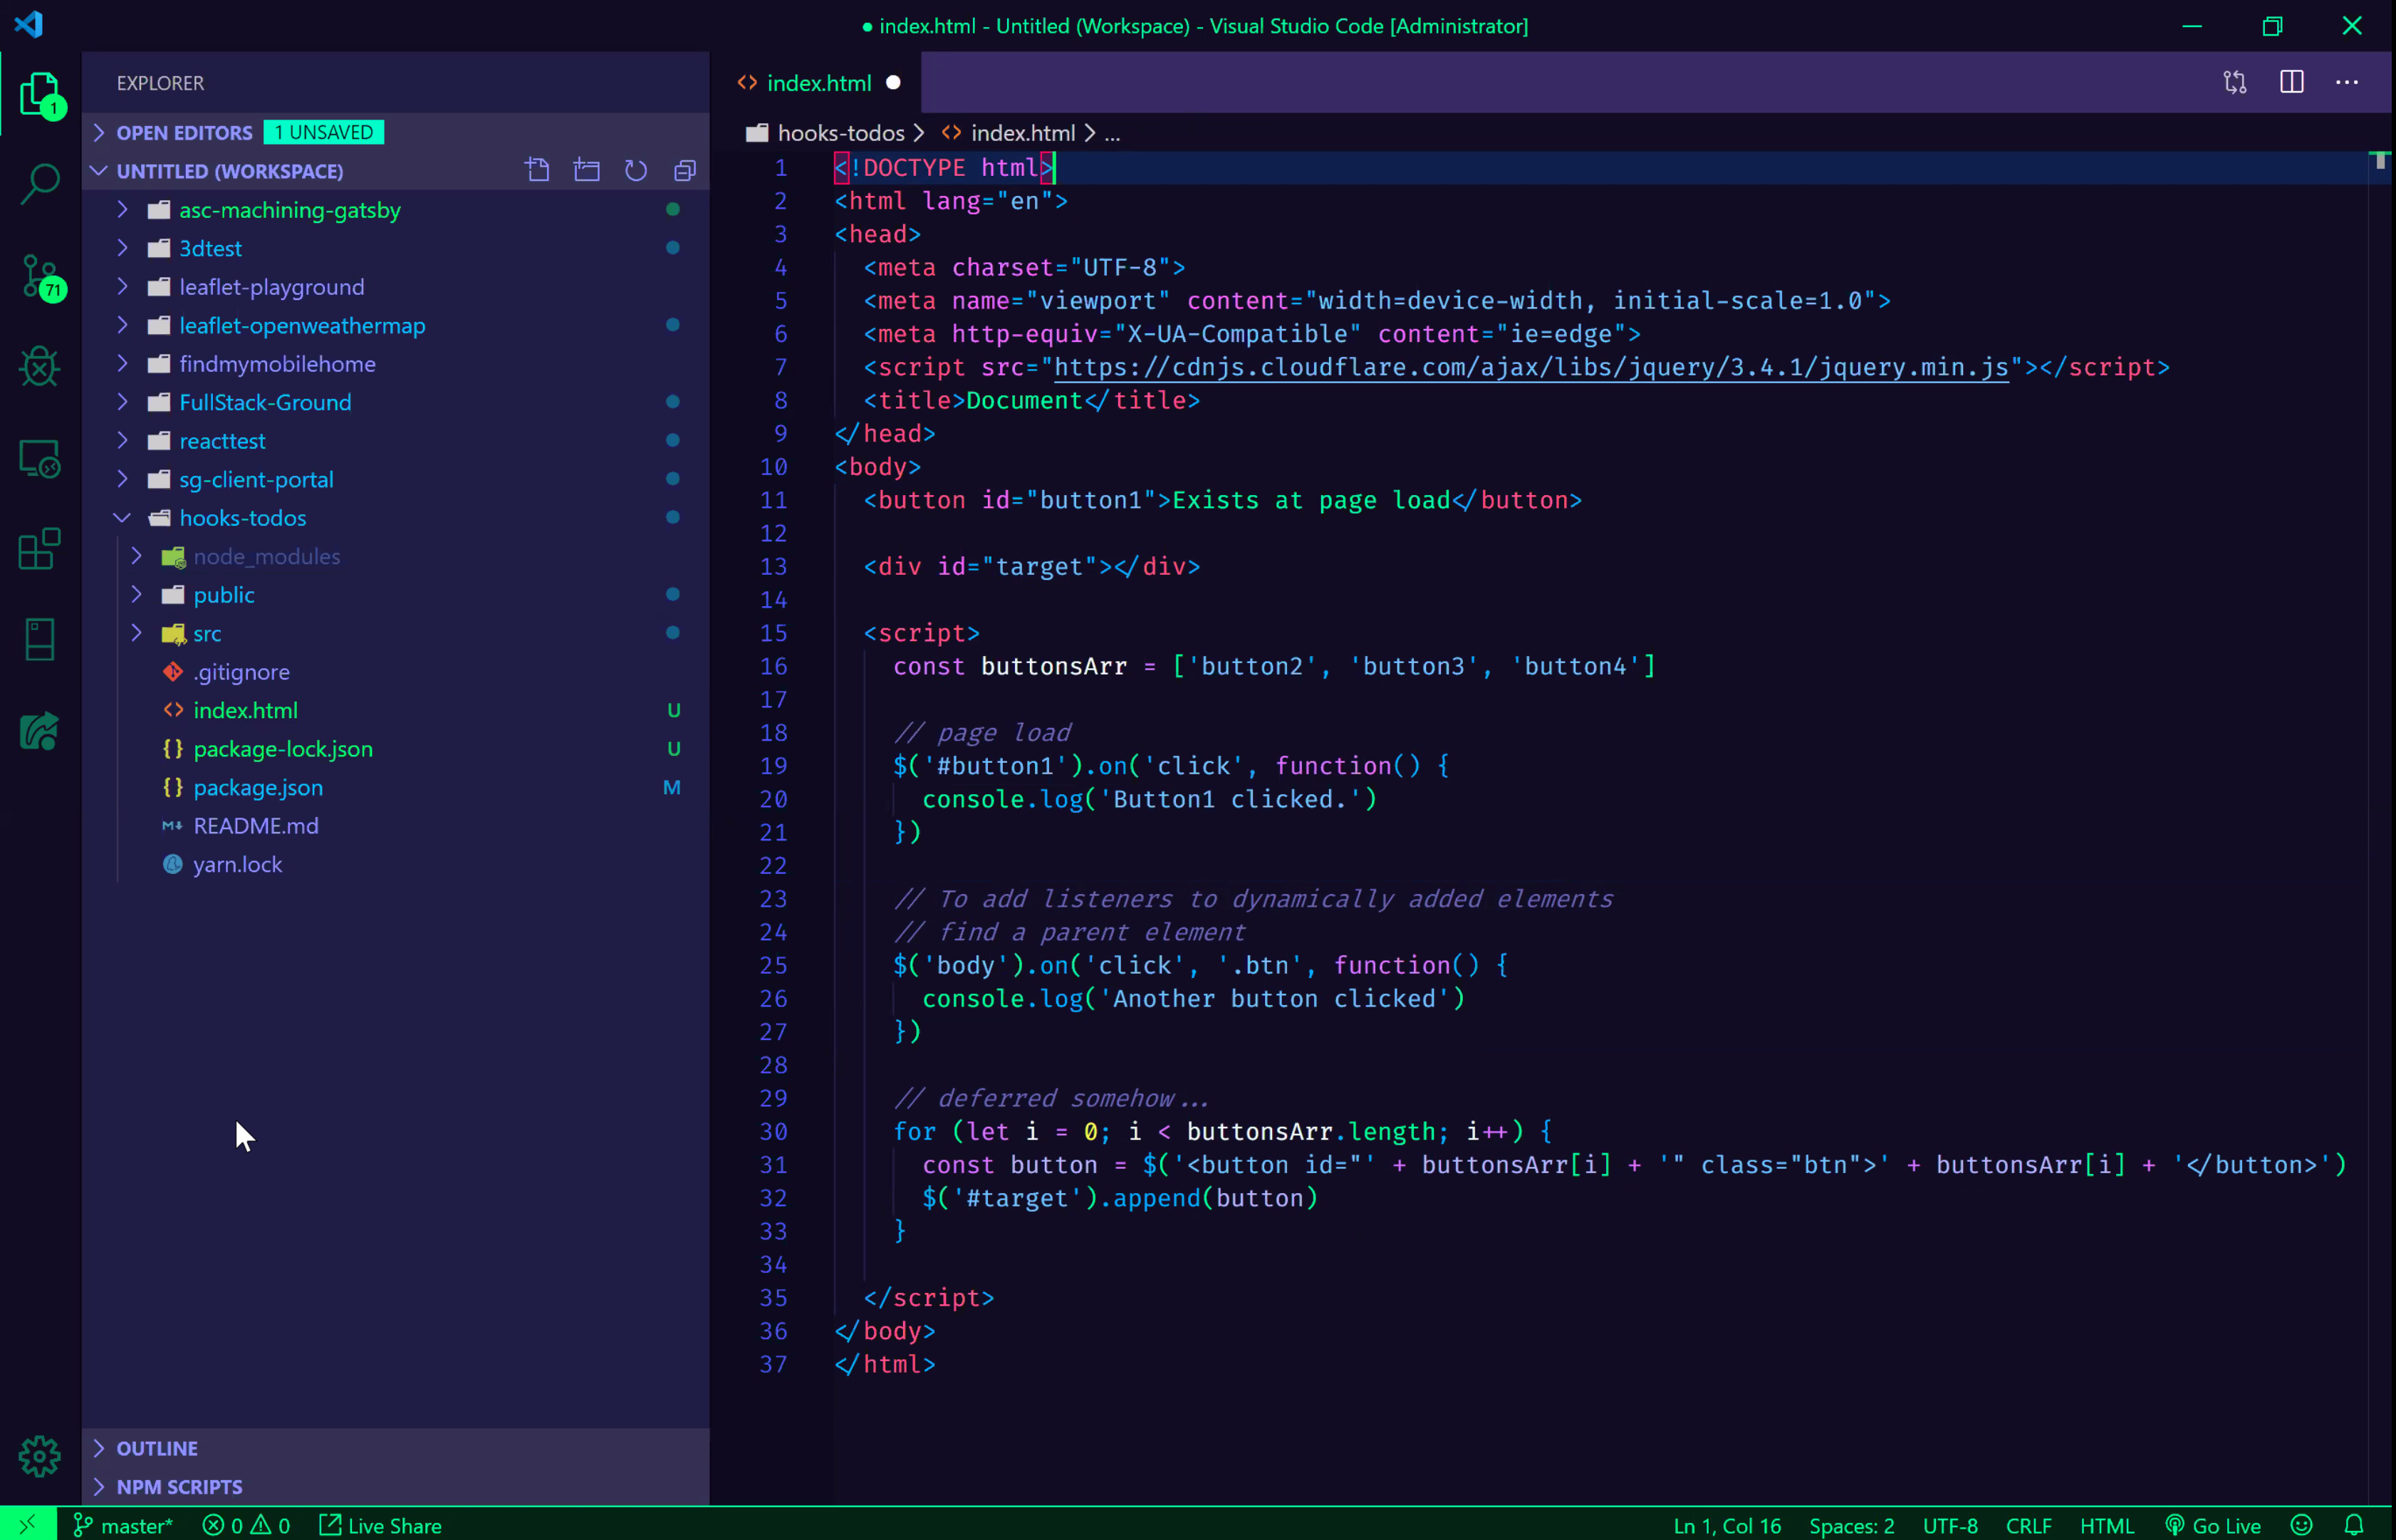 ● index.html - Untitled (Workspace) - Visual Studio Code [Administrator]
1
71
EXPLORER
OPEN EDITORS 1 UNSAVED
UNTITLED (WORKSPACE)
asc-machining-gatsby
3dtest
leaflet-playground
leaflet-openweathermap
findmymobilehome
FullStack-Ground
reacttest
sg-client-portal
hooks-todos
node_modules
public
src
.gitignore
index.html U
package-lock.json U
package.json M
README.md
yarn.lock
OUTLINE
NPM SCRIPTS
index.html
hooks-todos > index.html > ...
1 <!DOCTYPE html>
2 <html lang="en">
3 <head>
4 <meta charset="UTF-8">
5 <meta name="viewport" content="width=device-width, initial-scale=1.0">
6 <meta http-equiv="X-UA-Compatible" content="ie=edge">
7 <script src="https://cdnjs.cloudflare.com/ajax/libs/jquery/3.4.1/jquery.min.js"></script>
8 <title>Document</title>
9 </head>
10 <body>
11 <button id="button1">Exists at page load</button>
12
13 <div id="target"></div>
14
15 <script>
16 const buttonsArr = ['button2', 'button3', 'button4']
17
18 // page load
19 $('#button1').on('click', function() {
20 console.log('Button1 clicked.')
21 })
22
23 // To add listeners to dynamically added elements
24 // find a parent element
25 $('body').on('click', '.btn', function() {
26 console.log('Another button clicked')
27 })
28
29 // deferred somehow...
30 for (let i = 0; i < buttonsArr.length; i++) {
31 const button = $('<button id="' + buttonsArr[i] + '" class="btn">' + buttonsArr[i] + '</button>')
32 $('#target').append(button)
33 }
34
35 </script>
36 </body>
37 </html>
master* 0 0 Live Share Ln 1, Col 16 Spaces: 2 UTF-8 CRLF HTML Go Live